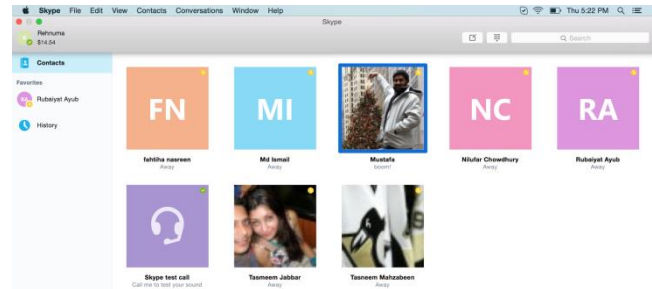 Skype File Edit View Contacts Conversations Window Help Thu 5:22 PM
Skype
Rehnuma
$14.54
Search
Contacts
Favorites
RA Rubaiyat Ayub
History
FN MI NC RA
fahtiha nasreen Md Ismail Mustafa Nilufar Chowdhury Rubaiyat Ayub
Away Away boom! Away Away
Skype test call Tasmeem Jabbar Tasneem Mahzabeen
Call me to test your sound Away Away